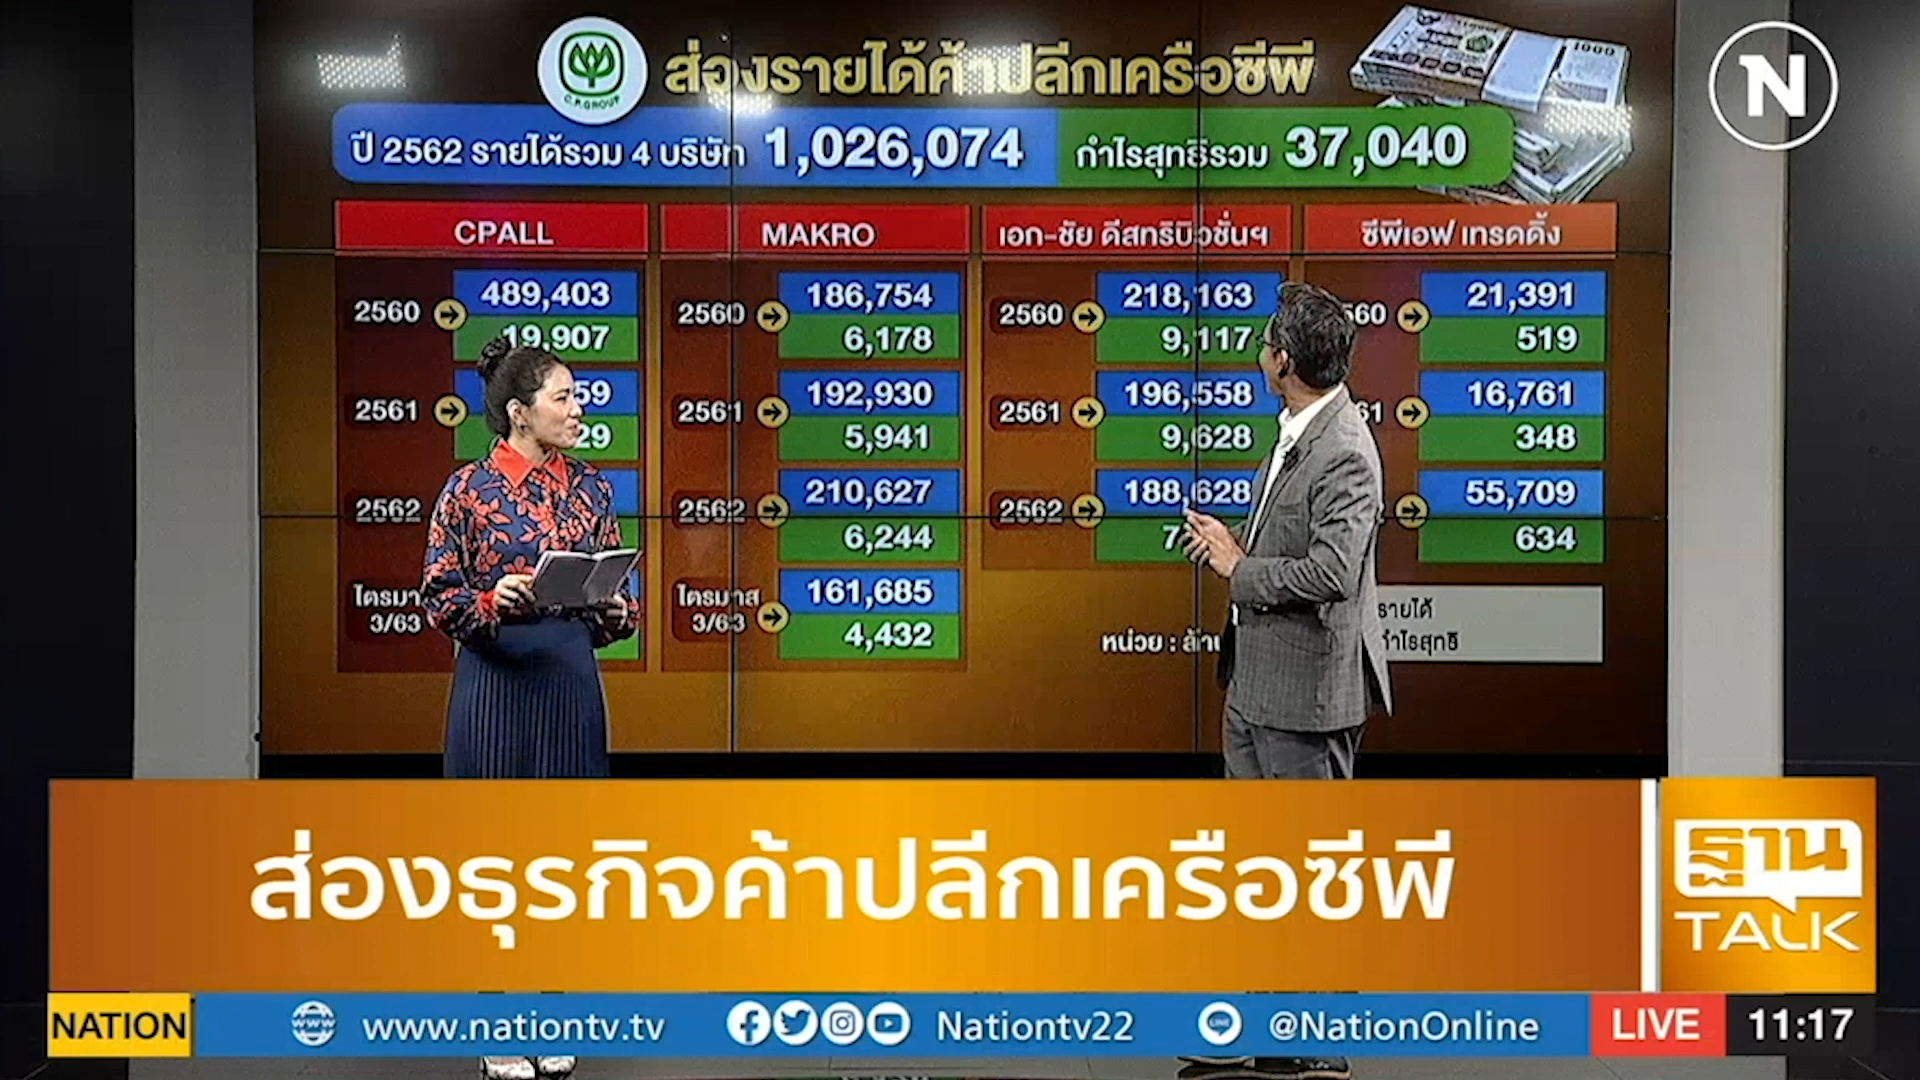 C.P.GROUP
ส่องรายได้ค้าปลีกเครือซีพี
1000
ปี 2562 รายได้รวม 4 บริษัท 1,026,074 กำไรสุทธิรวม 37,040
CPALL MAKRO เอก-ชัย ดีสทริบิวชั่นฯ ซีพีเอฟ เทรดดิ้ง
2560 489,403 2560 186,754 2560 218,163 21,391
19,907 6,178 9,117 519
2561 2561 192,930 2561 196,558 16,761
5,941 9,628 348
2562 2562 210,627 2562 188,628 55,709
6,244 634
ไตรมาส 161,685
3/63 3/63 4,432
หน่วย :
รายได้
กำไรสุทธิ
N
ส่องธุรกิจค้าปลีกเครือซีพี
ฐาน
TALK
NATION www www.nationtv.tv Nationtv22 LINE @NationOnline LIVE 11:17